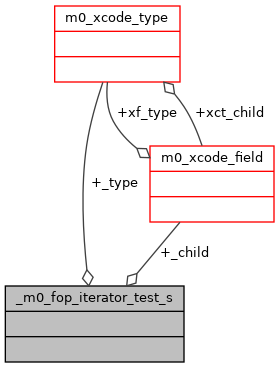 m0_xcode_type
+xf_type
+xct_child
m0_xcode_field
+_type
+_child
_m0_fop_iterator_test_s